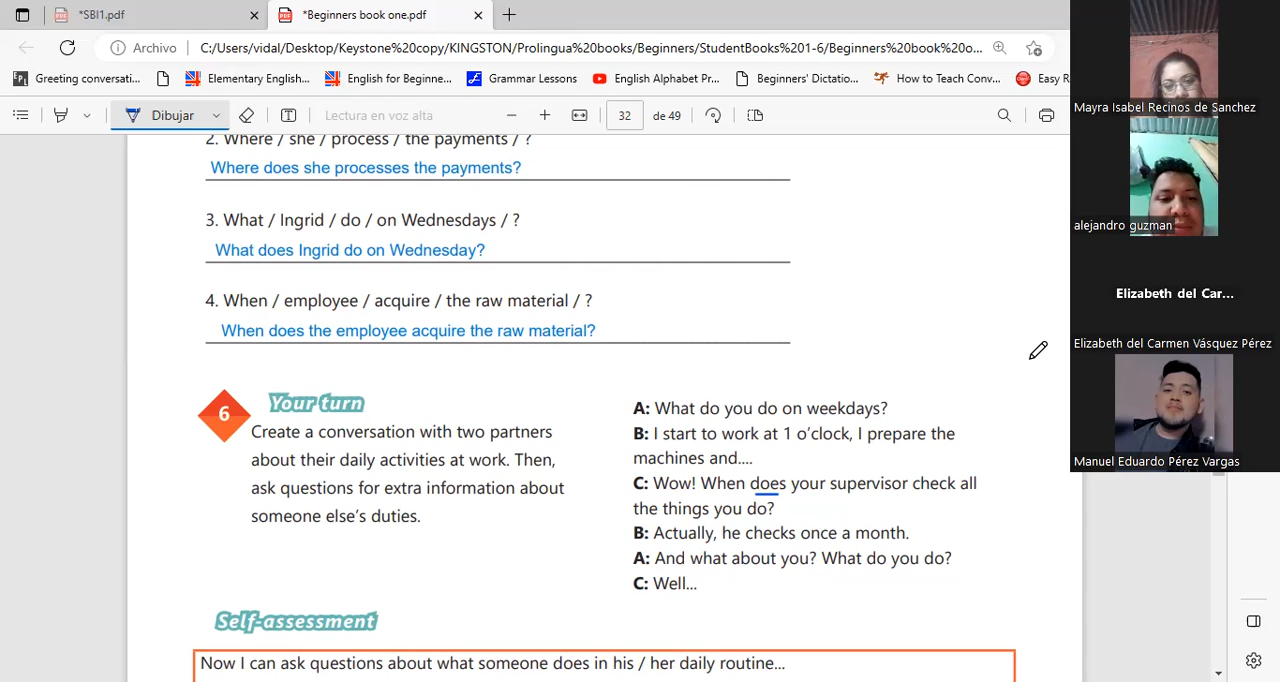 *SBI1.pdf
*Beginners book one.pdf
Archivo
C:/Users/vidal/Desktop/Keystone%20copy/KINGSTON/Prolingua%20books/Beginners/StudentBooks%201-6/Beginners%20book%20o...
Greeting conversati...
Elementary English...
English for Beginne...
Grammar Lessons
English Alphabet Pr...
Beginners' Dictatio...
How to Teach Conv...
Easy R
Dibujar
Lectura en voz alta
32
de 49
2. Where / she / process / the payments / ?
Where does she processes the payments?
3. What / Ingrid / do / on Wednesdays / ?
What does Ingrid do on Wednesday?
4. When / employee / acquire / the raw material / ?
When does the employee acquire the raw material?
6
Your turn
Create a conversation with two partners
about their daily activities at work. Then,
ask questions for extra information about
someone else's duties.
A: What do you do on weekdays?
B: I start to work at 1 o'clock, I prepare the
machines and....
C: Wow! When does your supervisor check all
the things you do?
B: Actually, he checks once a month.
A: And what about you? What do you do?
C: Well...
Self-assessment
Now I can ask questions about what someone does in his / her daily routine...
Mayra Isabel Recinos de Sanchez
alejandro guzman
Elizabeth del Car...
Elizabeth del Carmen Vásquez Pérez
Manuel Eduardo Pérez Vargas